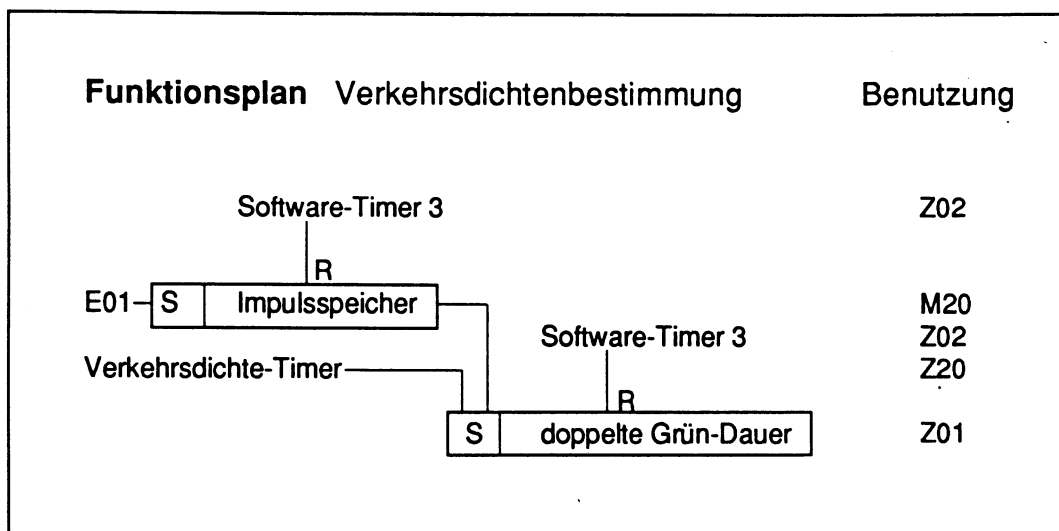 Funktionsplan Verkehrsdichtenbestimmung Benutzung
Software-Timer 3 Z02
R
E01 S Impulsspeicher M20
Software-Timer 3 Z02
Verkehrsdichte-Timer Z20
R
S doppelte Grün-Dauer Z01